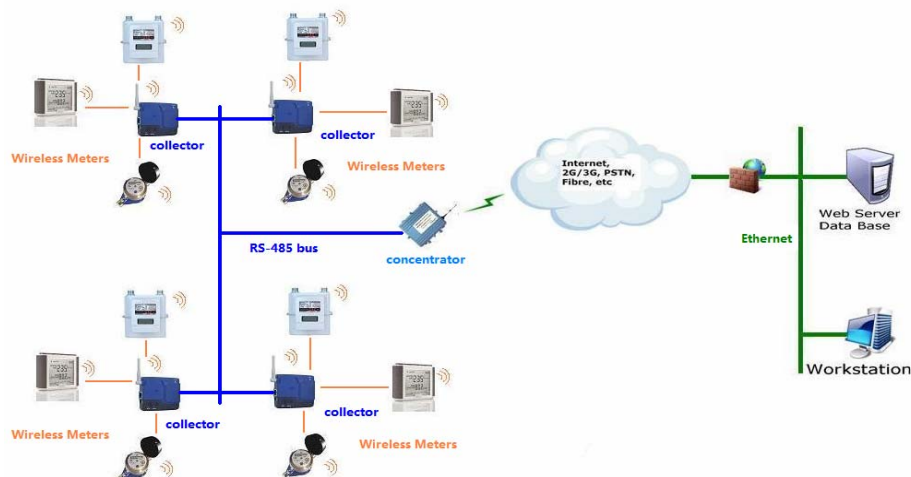 collector
collector
Wireless Meters
Wireless Meters
Internet,
2G/3G, PSTN,
Fibre, etc
Web Server
Data Base
Ethernet
RS-485 bus
concentrator
Workstation
collector
collector
Wireless Meters
Wireless Meters